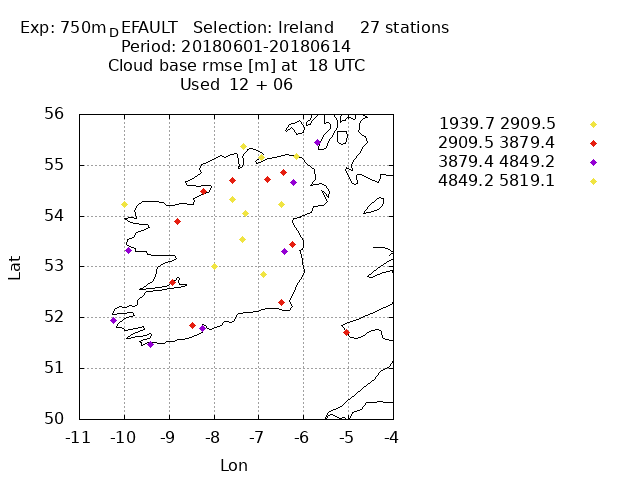 Exp: 750m_DEFAULT Selection: Ireland 27 stations
Period: 20180601-20180614
Cloud base rmse [m] at 18 UTC
Used 12 + 06
1939.7 2909.5
2909.5 3879.4
3879.4 4849.2
4849.2 5819.1
56
55
54
53
52
51
50
-11 -10 -9 -8 -7 -6 -5 -4
Lat
Lon